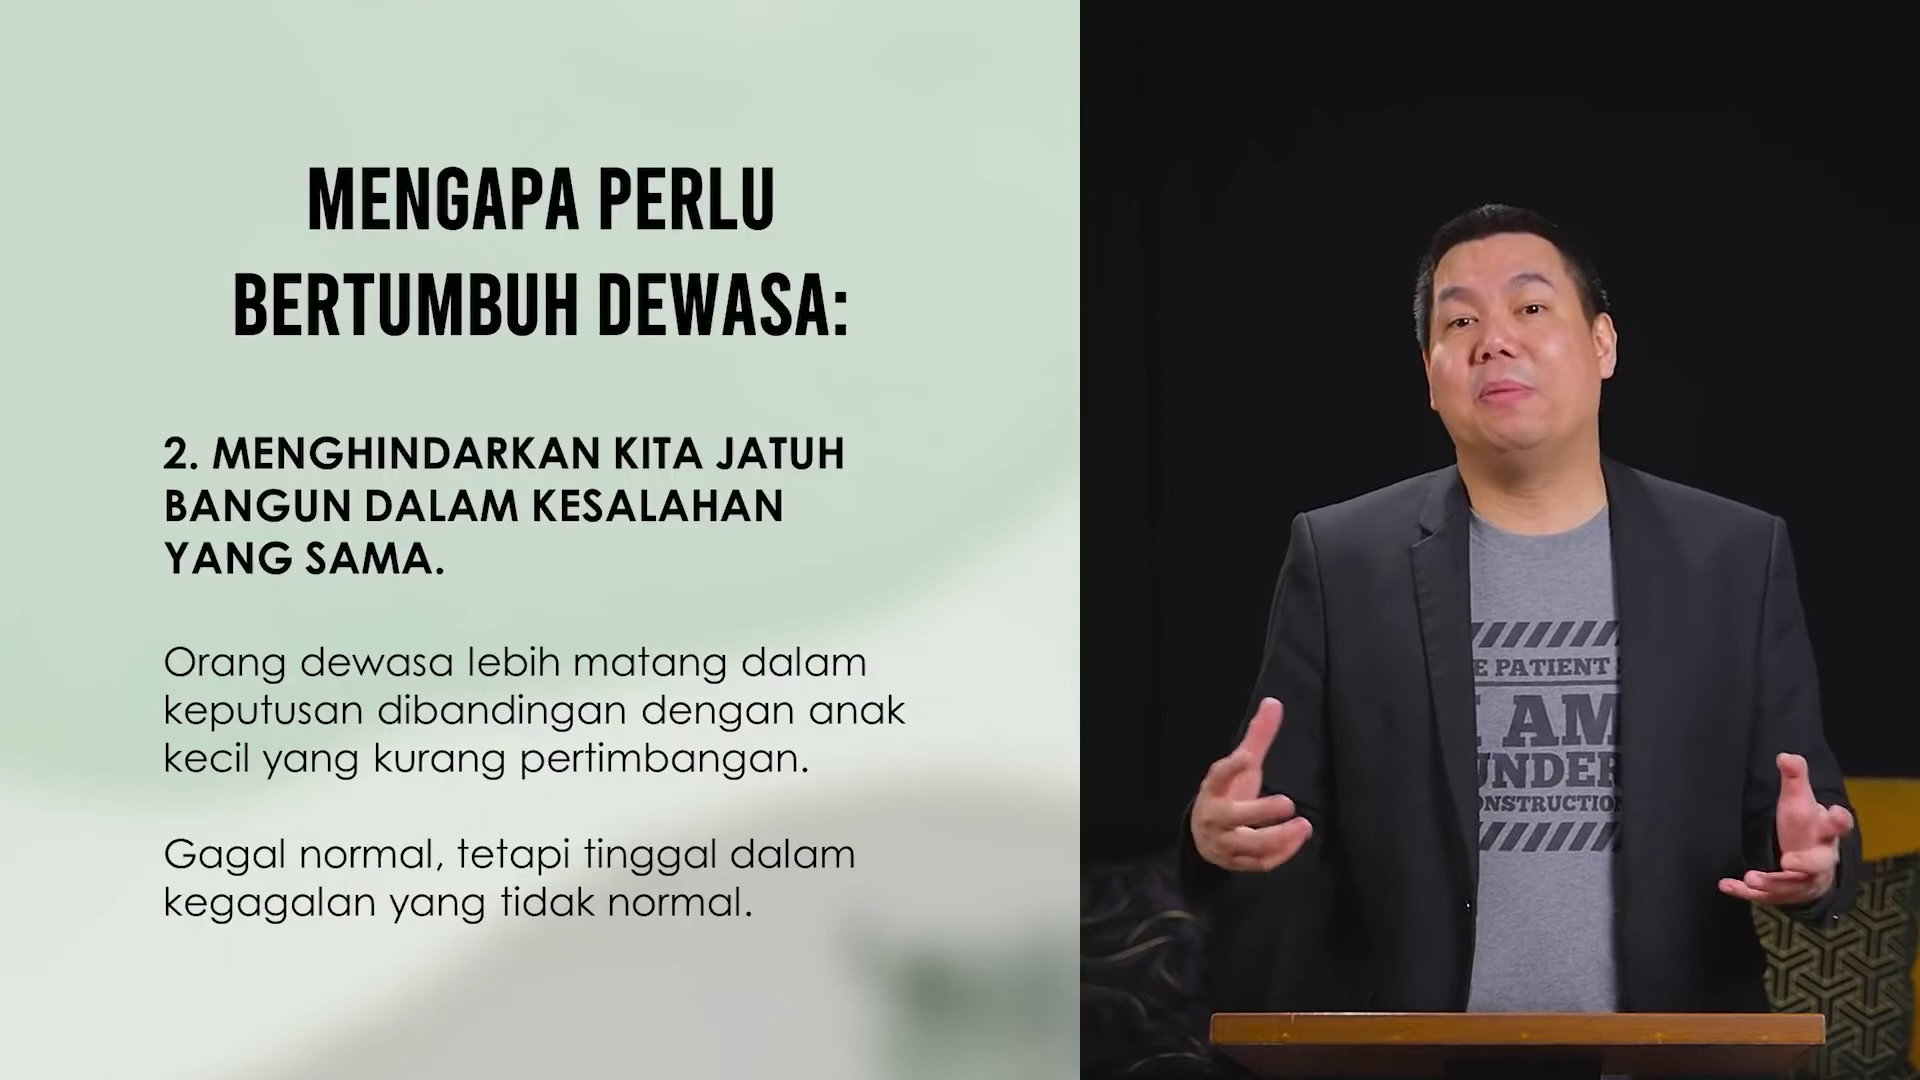 MENGAPA PERLU
BERTUMBUH DEWASA:
2. MENGHINDARKAN KITA JATUH
BANGUN DALAM KESALAHAN
YANG SAMA.
Orang dewasa lebih matang dalam
keputusan dibandingan dengan anak
kecil yang kurang pertimbangan.
Gagal normal, tetapi tinggal dalam
kegagalan yang tidak normal.
PATIENT
I AM
UNDER
ONSTRUCTION